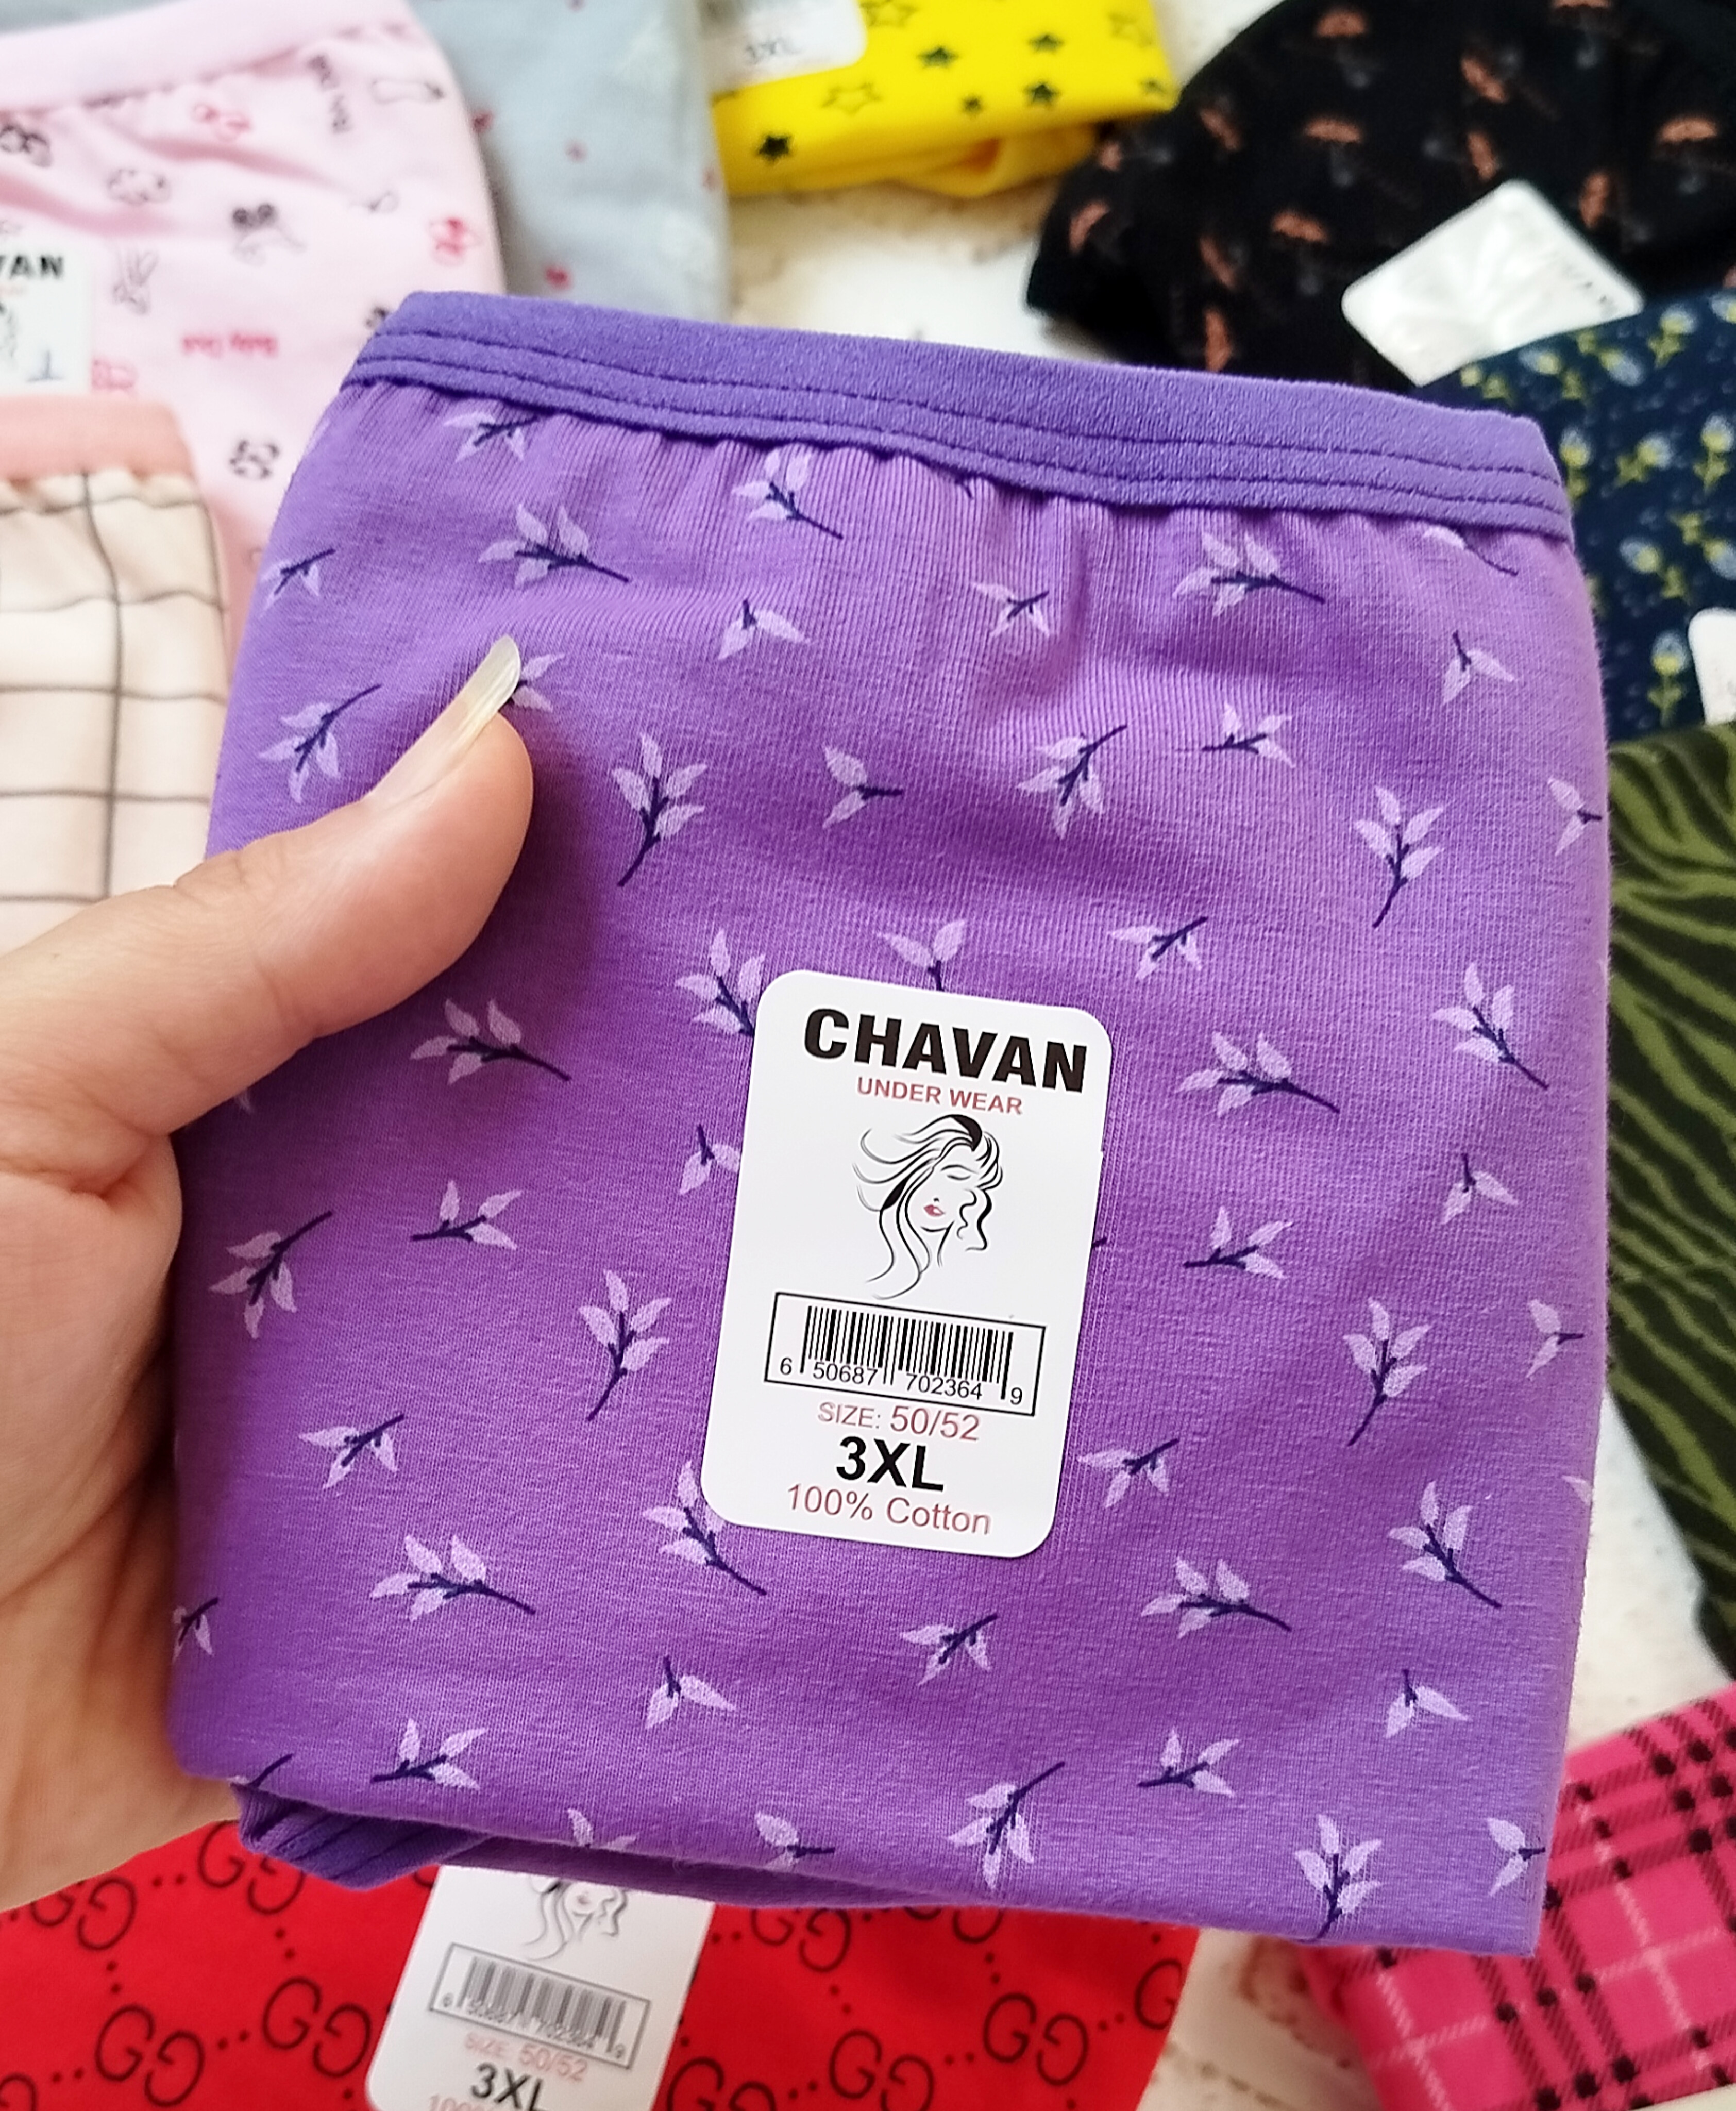 3XL
VAN
CHAVAN
UNDER WEAR
6 50687 702364 9
SIZE: 50/52
3XL
100% Cotton
SIZE: 50/52
3XL